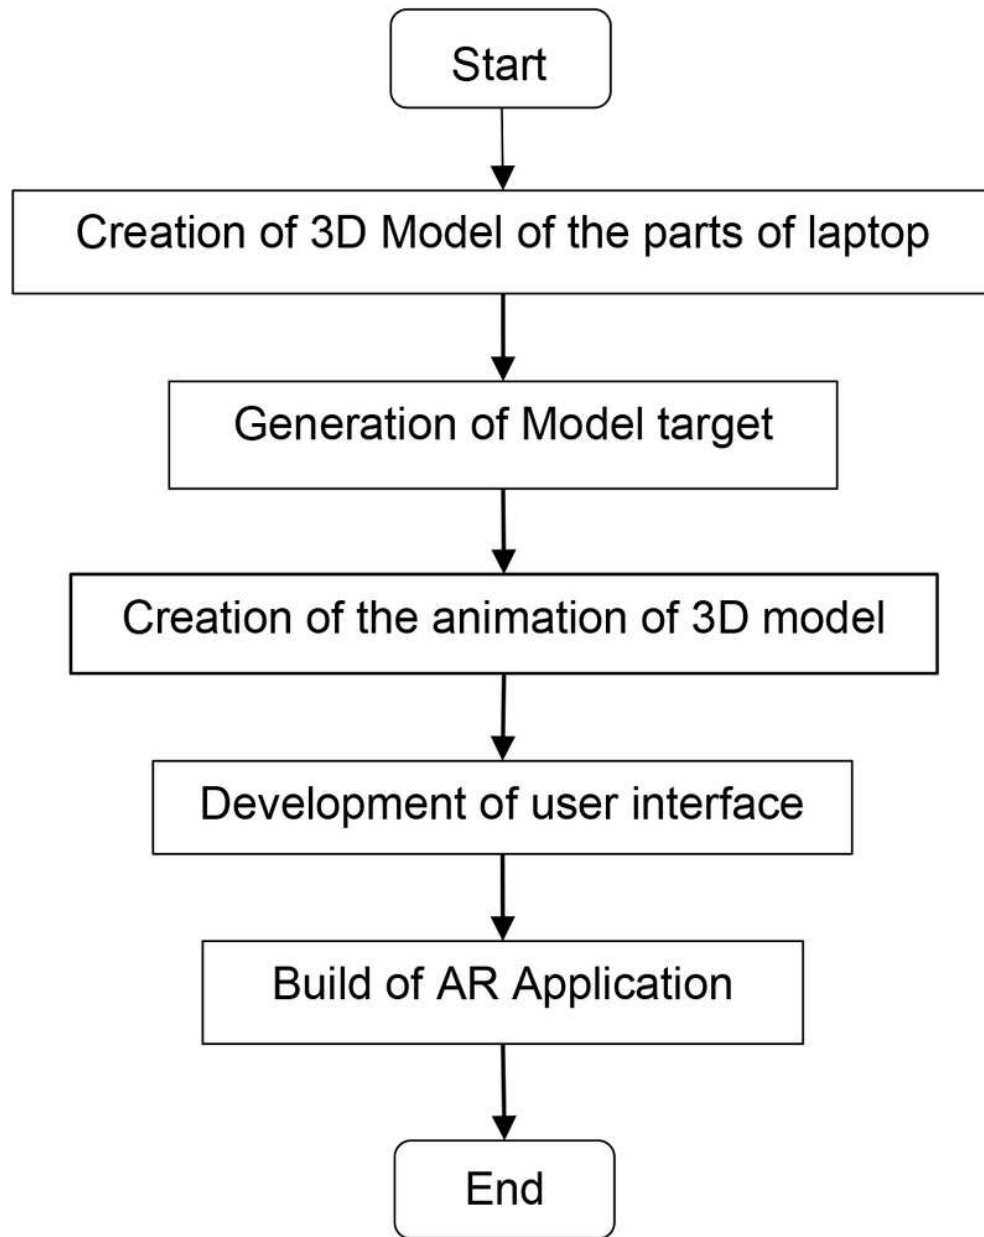 Start
Creation of 3D Model of the parts of laptop
Generation of Model target
Creation of the animation of 3D model
Development of user interface
Build of AR Application
End